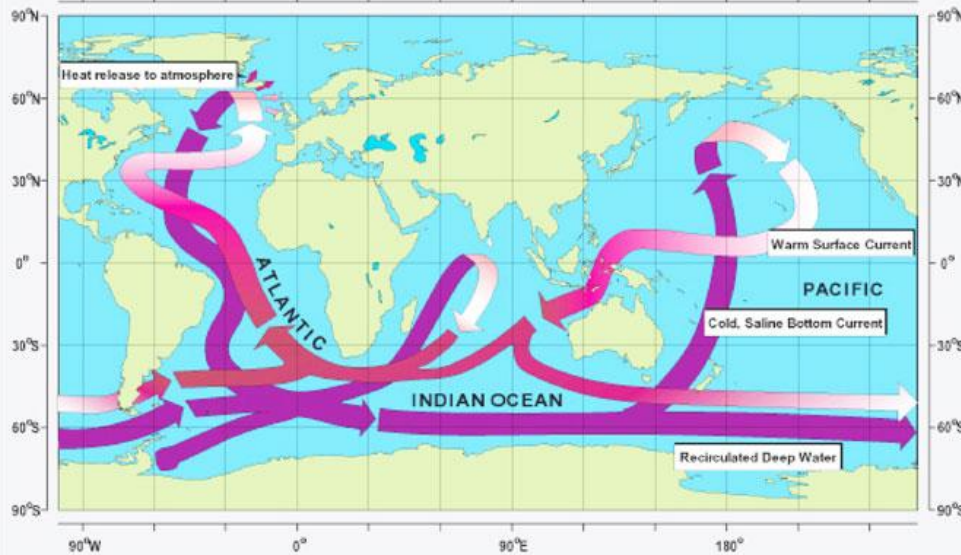 90°N
90°N
Heat release to atmosphere
60°N
60°N
30°N
30°N
Warm Surface Current
0°
0°
ATLANTIC
PACIFIC
Cold, Saline Bottom Current
30°S
30°S
INDIAN OCEAN
60°S
60°S
Recirculated Deep Water
90°S
90°S
90°W
0°
90°E
180°